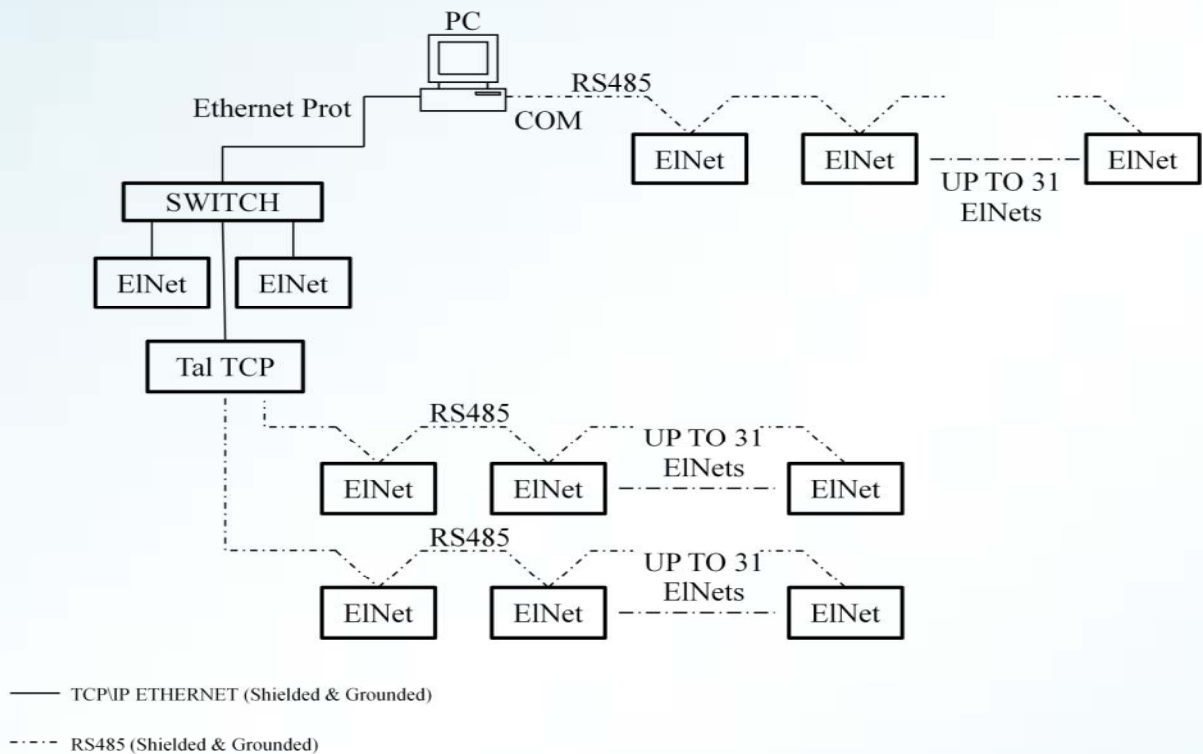 PC
RS485
Ethernet Prot
COM
ElNet
ElNet
ElNet
UP TO 31
ElNets
SWITCH
ElNet
ElNet
Tal TCP
RS485
UP TO 31
ElNets
ElNet
ElNet
ElNet
RS485
UP TO 31
ElNets
ElNet
ElNet
ElNet
TCP\IP ETHERNET (Shielded & Grounded)
RS485 (Shielded & Grounded)